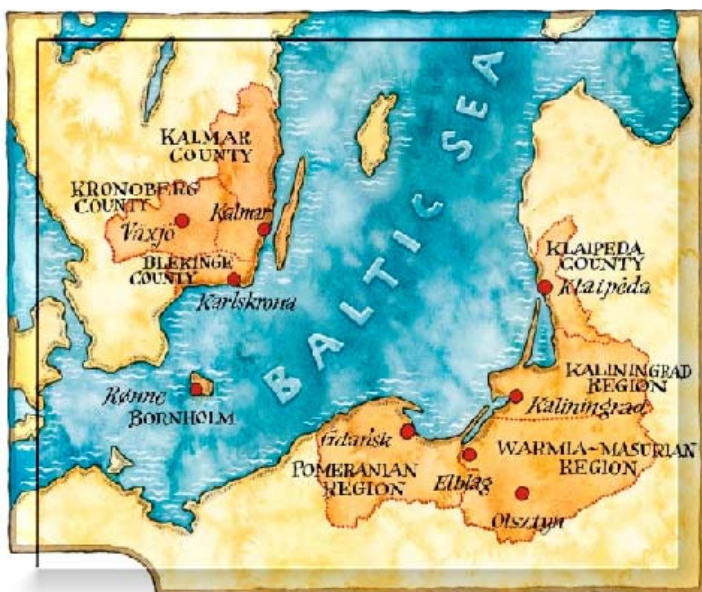 BALTIC SEA
KALMAR
COUNTY
KRONOBERG
COUNTY
Kalmar
Växjö
BLEKINGE
COUNTY
Karlskrona
KLAIPEDA
COUNTY
Klaipėda
KALININGRAD
REGION
Kaliningrad
Rønne
BORNHOLM
Gdańsk
POMERANIAN
REGION
WARMIA-MASURIAN
REGION
Elbląg
Olsztyn